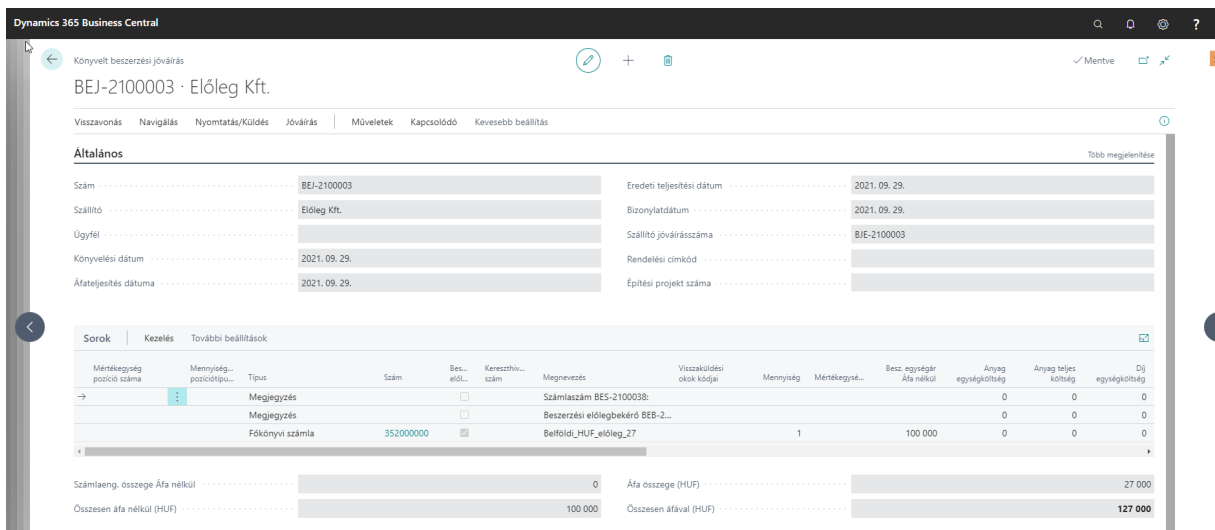 Dynamics 365 Business Central
?
Könyvelt beszerzési jóváírás
Mentve
BEJ-2100003 · Előleg Kft.
Visszavonás Navigálás Nyomtatás/Küldés Jóváírás Műveletek Kapcsolódó Kevesebb beállítás
Általános Több megjelenítése
Szám BEJ-2100003 Eredeti teljesítési dátum 2021. 09. 29.
Szállító Előleg Kft. Bizonylatdátum 2021. 09. 29.
Ügyfél Szállító jóváírásszáma BJE-2100003
Könyvelési dátum 2021. 09. 29. Rendelési címkód
Áfateljesítés dátuma 2021. 09. 29. Építési projekt száma
Sorok Kezelés További beállítások
Mértékegység Mennyiség... Bes... Kereszthiv... Visszaküldési Besz. egységár Anyag Anyag teljes Díj
pozíció száma pozíciótípu... Típus Szám elől... szám Megnevezés okok kódjai Mennyiség Mértékegysé... Áfa nélkül egységköltség költség egységköltség
Megjegyzés Számlaszám BES-2100038: 0 0 0
Megjegyzés Beszerzési előlegbekérő BEB-2... 0 0 0
Főkönyvi számla 352000000 Belföldi_HUF_előleg_27 1 100 000 0 0 0
Számlaeng. összege Áfa nélkül 0 Áfa összege (HUF) 27 000
Összesen áfa nélkül (HUF) 100 000 Összesen áfával (HUF) 127 000